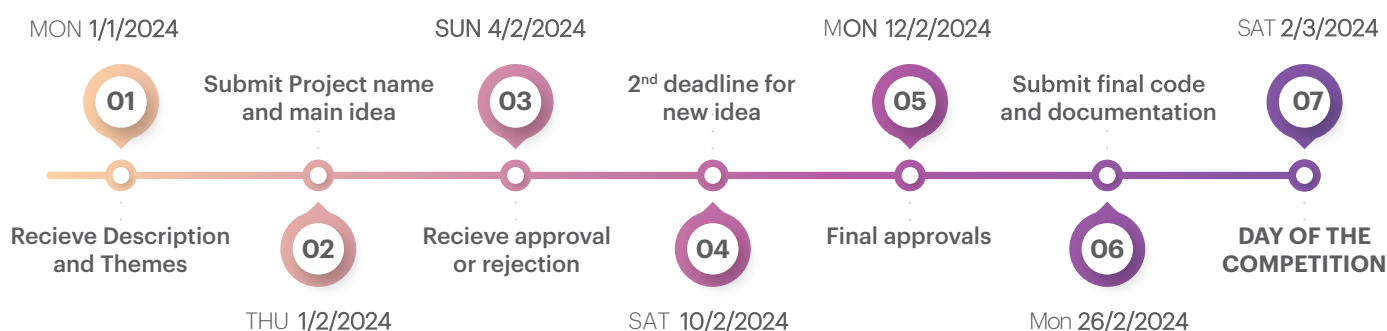 MON 1/1/2024
SUN 4/2/2024
MON 12/2/2024
SAT 2/3/2024
01
Submit Project name
and main idea
03
2nd deadline for
new idea
05
Submit final code
and documentation
07
Recieve Description
and Themes
02
Recieve approval
or rejection
04
Final approvals
06
DAY OF THE
COMPETITION
THU 1/2/2024
SAT 10/2/2024
Mon 26/2/2024